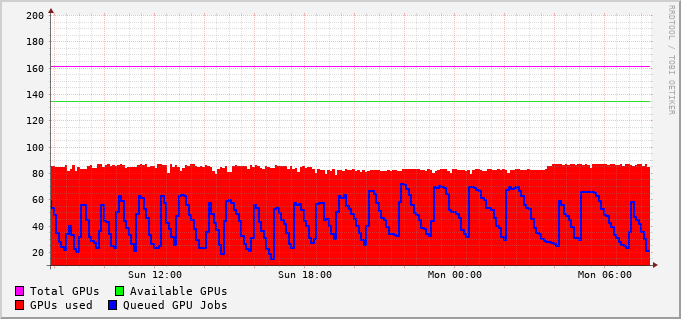 200
180
160
140
120
100
80
60
40
20
Sun 12:00 Sun 18:00 Mon 00:00 Mon 06:00
Total GPUs Available GPUs
GPUs used Queued GPU Jobs
RRDTOOL / TOBI OETIKER